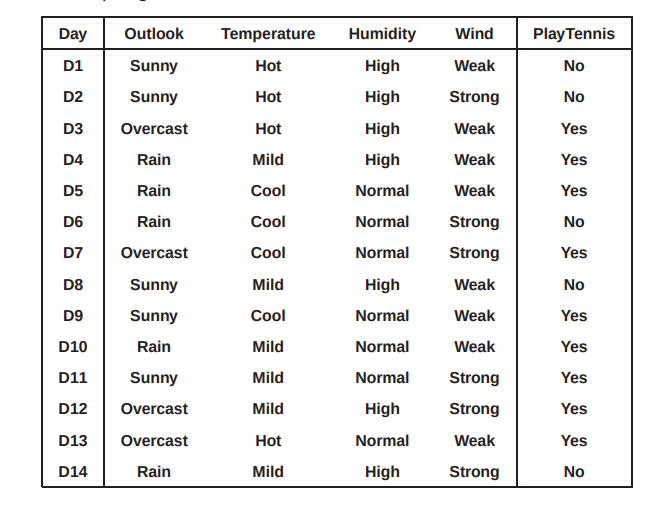 Day Outlook Temperature Humidity Wind PlayTennis
D1 Sunny Hot High Weak No
D2 Sunny Hot High Strong No
D3 Overcast Hot High Weak Yes
D4 Rain Mild High Weak Yes
D5 Rain Cool Normal Weak Yes
D6 Rain Cool Normal Strong No
D7 Overcast Cool Normal Strong Yes
D8 Sunny Mild High Weak No
D9 Sunny Cool Normal Weak Yes
D10 Rain Mild Normal Weak Yes
D11 Sunny Mild Normal Strong Yes
D12 Overcast Mild High Strong Yes
D13 Overcast Hot Normal Weak Yes
D14 Rain Mild High Strong No